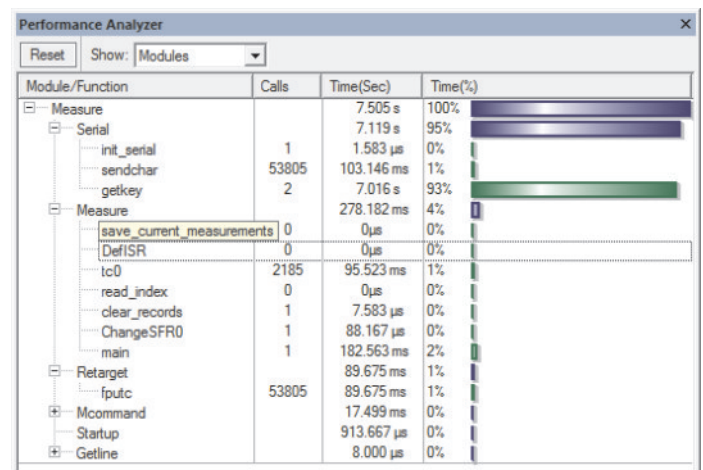 Performance Analyzer
Reset Show: Modules
Module/Function Calls Time(Sec) Time(%)
Measure 7.505 s 100%
Serial 7.119 s 95%
init_serial 1 1.583 µs 0%
sendchar 53805 103.146 ms 1%
getkey 2 7.016 s 93%
Measure 278.182 ms 4%
save_current_measurements 0 0µs 0%
DefISR 0 0µs 0%
tc0 2185 95.523 ms 1%
read_index 0 0µs 0%
clear_records 1 7.583 µs 0%
ChangeSFR0 1 88.167 µs 0%
main 1 182.563 ms 2%
Retarget 89.675 ms 1%
fputc 53805 89.675 ms 1%
Mcommand 17.499 ms 0%
Startup 913.667 µs 0%
Getline 8.000 µs 0%